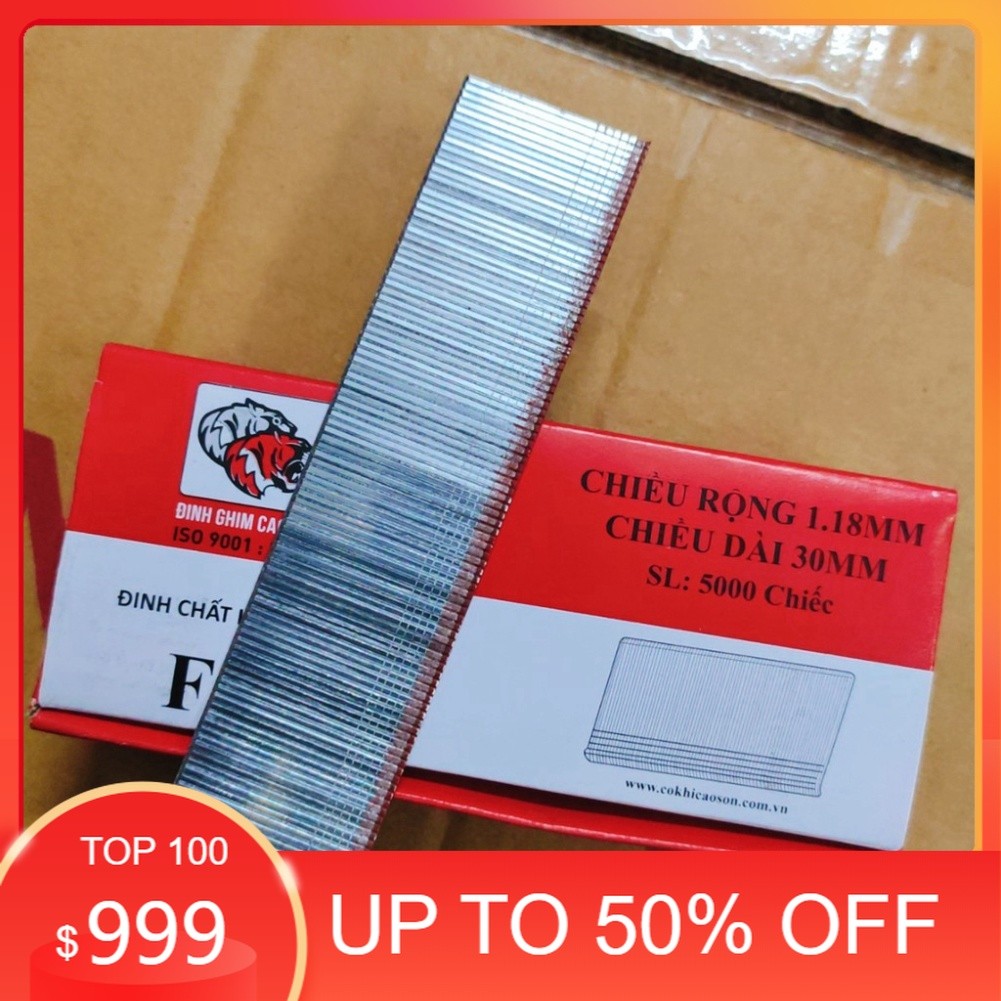 ĐINH GHIM
ISO 9001 :
ĐINH CHẤT
F
CHIỀU RỘNG 1.18MM
CHIỀU DÀI 30MM
SL: 5000 Chiếc
www.cokhicaoson.com.vn
TOP 100
$ 999
UP TO 50% OFF